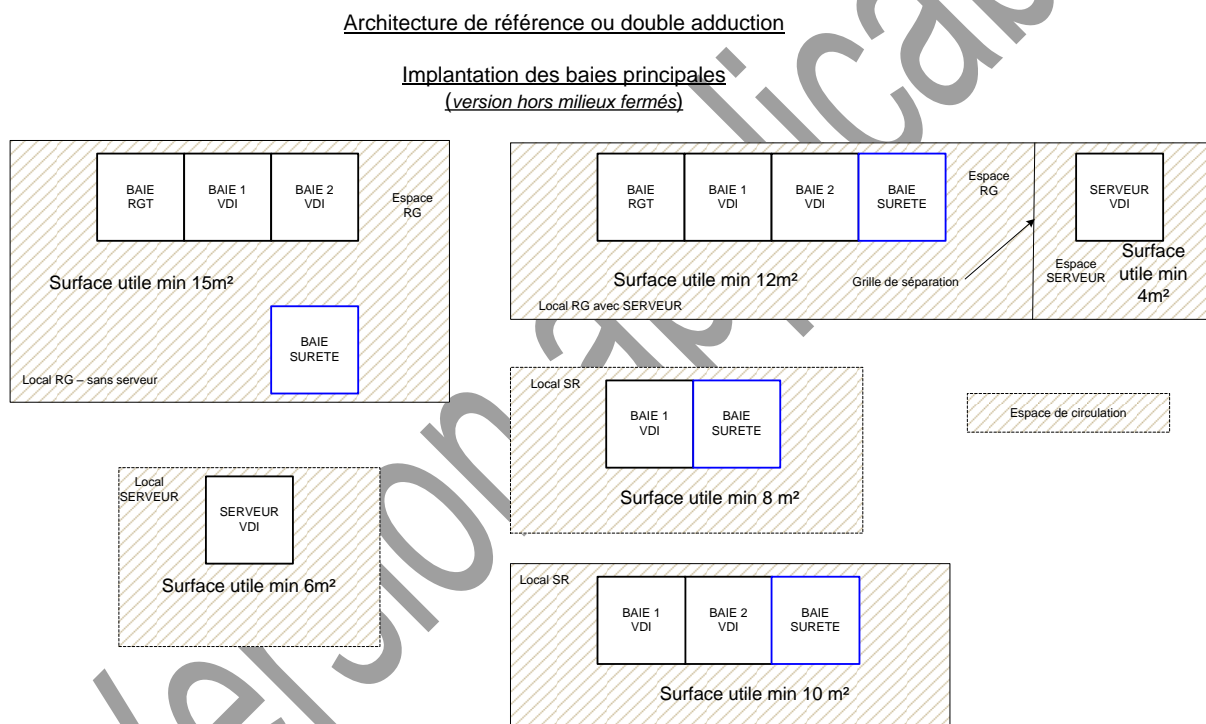 Architecture de référence ou double adduction
Implantation des baies principales
(version hors milieux fermés)
BAIE
RGT
BAIE 1
VDI
BAIE 2
VDI
Espace
RG
Surface utile min 15m²
BAIE
SURETE
Local RG – sans serveur
BAIE
RGT
BAIE 1
VDI
BAIE 2
VDI
BAIE
SURETE
Espace
RG
Surface utile min 12m²
Grille de séparation
Local RG avec SERVEUR
SERVEUR
VDI
Espace
SERVEUR
Surface
utile min
4m²
Local SR
BAIE 1
VDI
BAIE
SURETE
Surface utile min 8 m²
Espace de circulation
Local
SERVEUR
SERVEUR
VDI
Surface utile min 6m²
Local SR
BAIE 1
VDI
BAIE 2
VDI
BAIE
SURETE
Surface utile min 10 m²